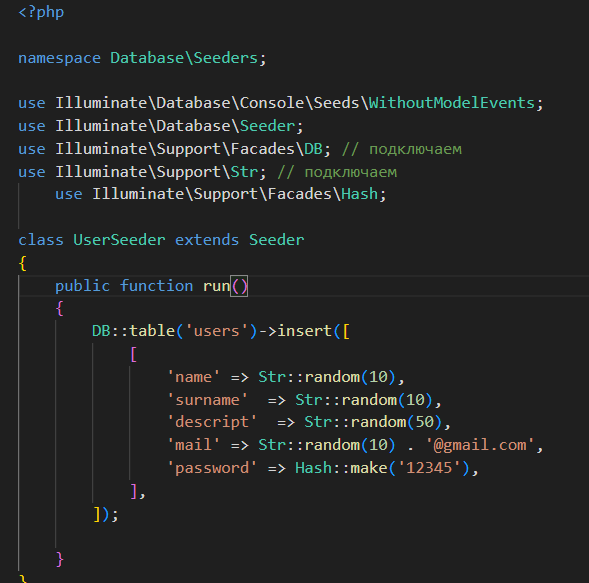 <?php
namespace Database\Seeders;
use Illuminate\Database\Console\Seeds\WithoutModelEvents;
use Illuminate\Database\Seeder;
use Illuminate\Support\Facades\DB; // подключаем
use Illuminate\Support\Str; // подключаем
    use Illuminate\Support\Facades\Hash;
class UserSeeder extends Seeder
{
    public function run()
    {
        DB::table('users')->insert([
            [
                'name' => Str::random(10),
                'surname'  => Str::random(10),
                'descript'  => Str::random(50),
                'mail' => Str::random(10) . '@gmail.com',
                'password' => Hash::make('12345'),
            ],
        ]);
    }
}